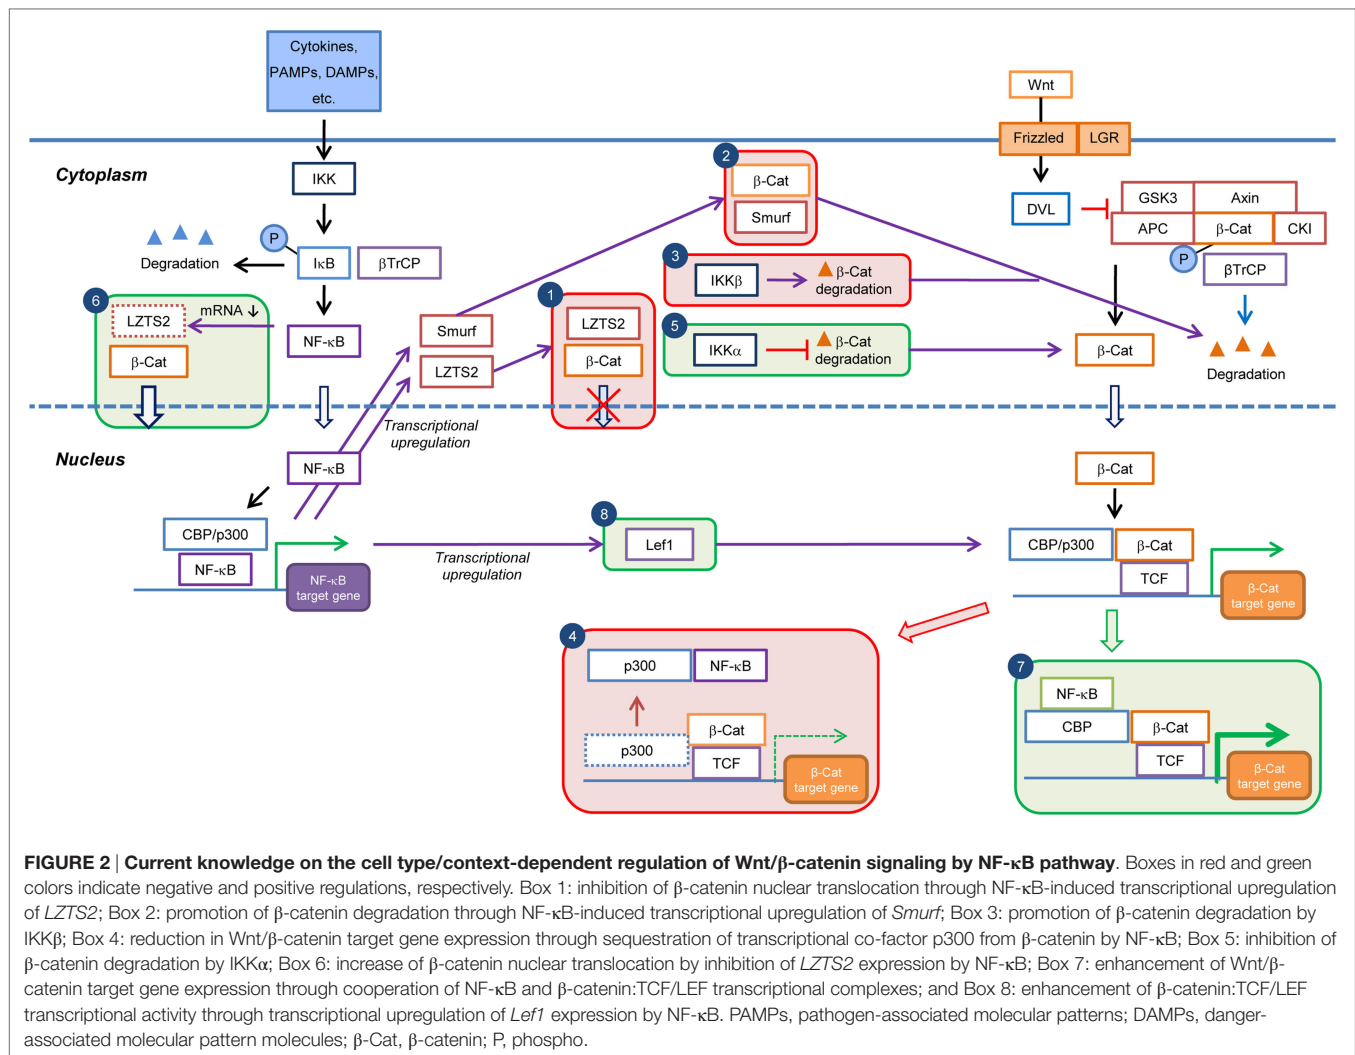 Cytokines,
PAMPs, DAMPs,
etc.
Wnt
Frizzled
LGR
Cytoplasm
IKK
2
β-Cat
Smurf
DVL
GSK3
Axin
APC
β-Cat
CKI
P
βTrCP
P
IκB
βTrCP
Degradation
3
IKKβ
β-Cat
degradation
6
LZTS2
mRNA ↓
β-Cat
NF-κB
Smurf
LZTS2
1
LZTS2
β-Cat
5
IKKα
β-Cat
degradation
β-Cat
Degradation
Transcriptional
upregulation
Nucleus
NF-κB
β-Cat
CBP/p300
NF-κB
NF-κB
target gene
Transcriptional
upregulation
8
Lef1
CBP/p300
β-Cat
TCF
β-Cat
target gene
4
p300
NF-κB
p300
β-Cat
TCF
β-Cat
target gene
7
NF-κB
CBP
β-Cat
TCF
β-Cat
target gene
FIGURE 2 | Current knowledge on the cell type/context-dependent regulation of Wnt/β-catenin signaling by NF-κB pathway. Boxes in red and green
colors indicate negative and positive regulations, respectively. Box 1: inhibition of β-catenin nuclear translocation through NF-κB-induced transcriptional upregulation
of LZTS2; Box 2: promotion of β-catenin degradation through NF-κB-induced transcriptional upregulation of Smurf; Box 3: promotion of β-catenin degradation by
IKKβ; Box 4: reduction in Wnt/β-catenin target gene expression through sequestration of transcriptional co-factor p300 from β-catenin by NF-κB; Box 5: inhibition of
β-catenin degradation by IKKα; Box 6: increase of β-catenin nuclear translocation by inhibition of LZTS2 expression by NF-κB; Box 7: enhancement of Wnt/β-
catenin target gene expression through cooperation of NF-κB and β-catenin:TCF/LEF transcriptional complexes; and Box 8: enhancement of β-catenin:TCF/LEF
transcriptional activity through transcriptional upregulation of Lef1 expression by NF-κB. PAMPs, pathogen-associated molecular patterns; DAMPs, danger-
associated molecular pattern molecules; β-Cat, β-catenin; P, phospho.